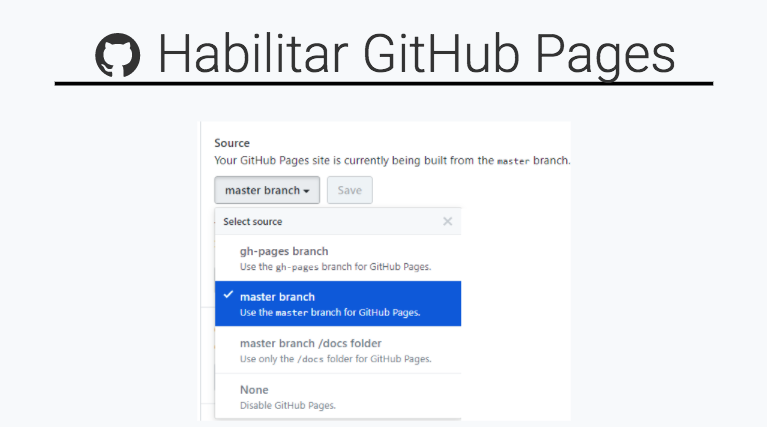 Habilitar GitHub Pages
Source
Your GitHub Pages site is currently being built from the master branch.
master branch
Save
Select source
gh-pages branch
Use the gh-pages branch for GitHub Pages.
master branch
Use the master branch for GitHub Pages.
master branch /docs folder
Use only the /docs folder for GitHub Pages.
None
Disable GitHub Pages.